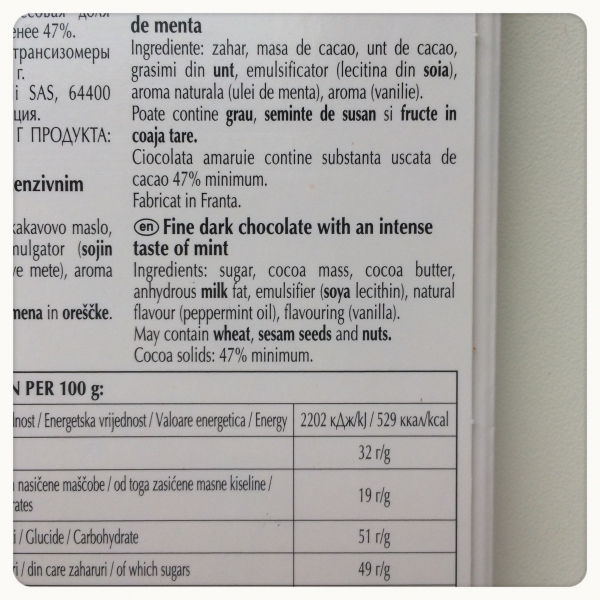 совая доля
енее 47%.
трансизомеры
г.
i SAS, 64400
ция.
Г ПРОДУКТА:
enzivnim
kakavovo maslo,
mulgator (sojin
ve mete), aroma
mena in oreščke.
de menta
Ingrediente: zahar, masa de cacao, unt de cacao,
grasimi din unt, emulsificator (lecitina din soia),
aroma naturala (ulei de menta), aroma (vanilie).
Poate contine grau, seminte de susan si fructe in
coaja tare.
Ciocolata amaruie contine substanta uscata de
cacao 47% minimum.
Fabricat in Franta.
en Fine dark chocolate with an intense
taste of mint
Ingredients: sugar, cocoa mass, cocoa butter,
anhydrous milk fat, emulsifier (soya lecithin), natural
flavour (peppermint oil), flavouring (vanilla).
May contain wheat, sesam seeds and nuts.
Cocoa solids: 47% minimum.
N PER 100 g:
lnost / Energetska vrijednost / Valoare energetica / Energy 2202 кДж/kJ / 529 ккал/kcal
32 г/g
nasičene maščobe / od toga zasićene masne kiseline /
rates 19 г/g
i / Glucide / Carbohydrate 51 г/g
ri / din care zaharuri / of which sugars 49 г/g